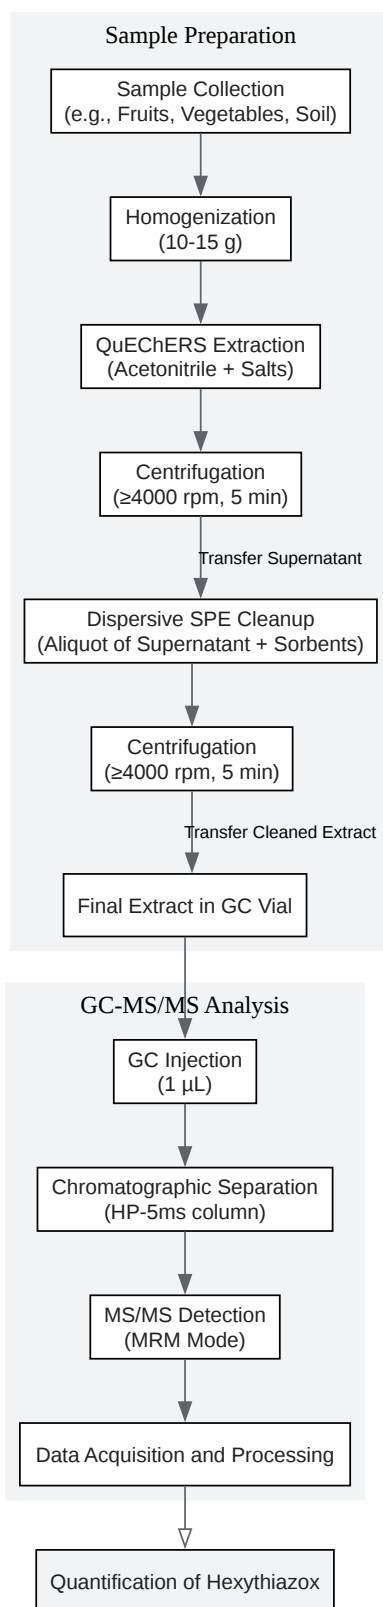 Sample Preparation
Sample Collection
(e.g., Fruits, Vegetables, Soil)
Homogenization
(10-15 g)
QuEChERS Extraction
(Acetonitrile + Salts)
Centrifugation
(≥4000 rpm, 5 min)
Transfer Supernatant
Dispersive SPE Cleanup
(Aliquot of Supernatant + Sorbents)
Centrifugation
(≥4000 rpm, 5 min)
Transfer Cleaned Extract
Final Extract in GC Vial
GC-MS/MS Analysis
GC Injection
(1 µL)
Chromatographic Separation
(HP-5ms column)
MS/MS Detection
(MRM Mode)
Data Acquisition and Processing
Quantification of Hexythiazox